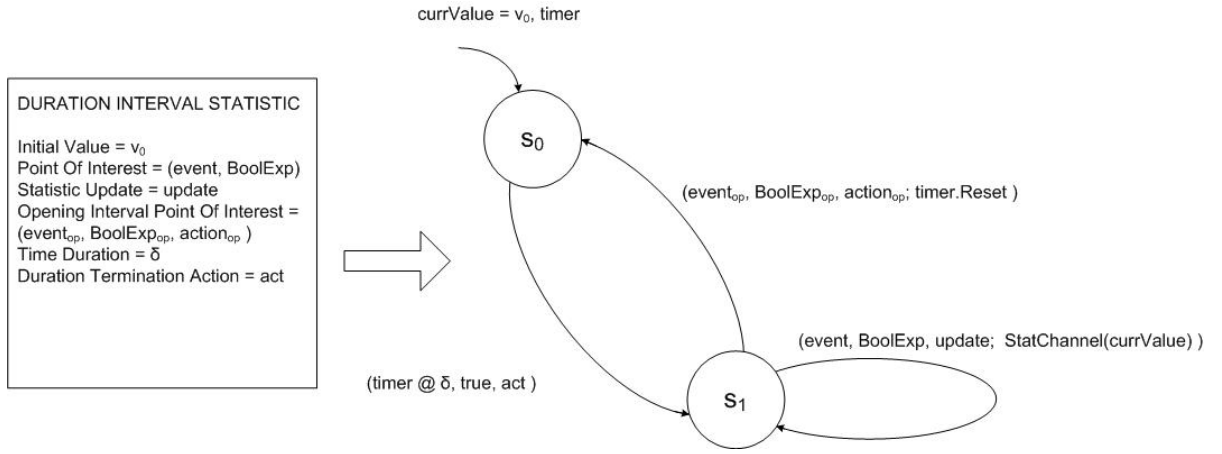 currValue = v₀, timer
DURATION INTERVAL STATISTIC
Initial Value = v₀
Point Of Interest = (event, BoolExp)
Statistic Update = update
Opening Interval Point Of Interest =
(eventₒₚ, BoolExpₒₚ, actionₒₚ )
Time Duration = δ
Duration Termination Action = act
s₀
(eventₒₚ, BoolExpₒₚ, actionₒₚ; timer.Reset )
(event, BoolExp, update; StatChannel(currValue) )
(timer @ δ, true, act )
s₁